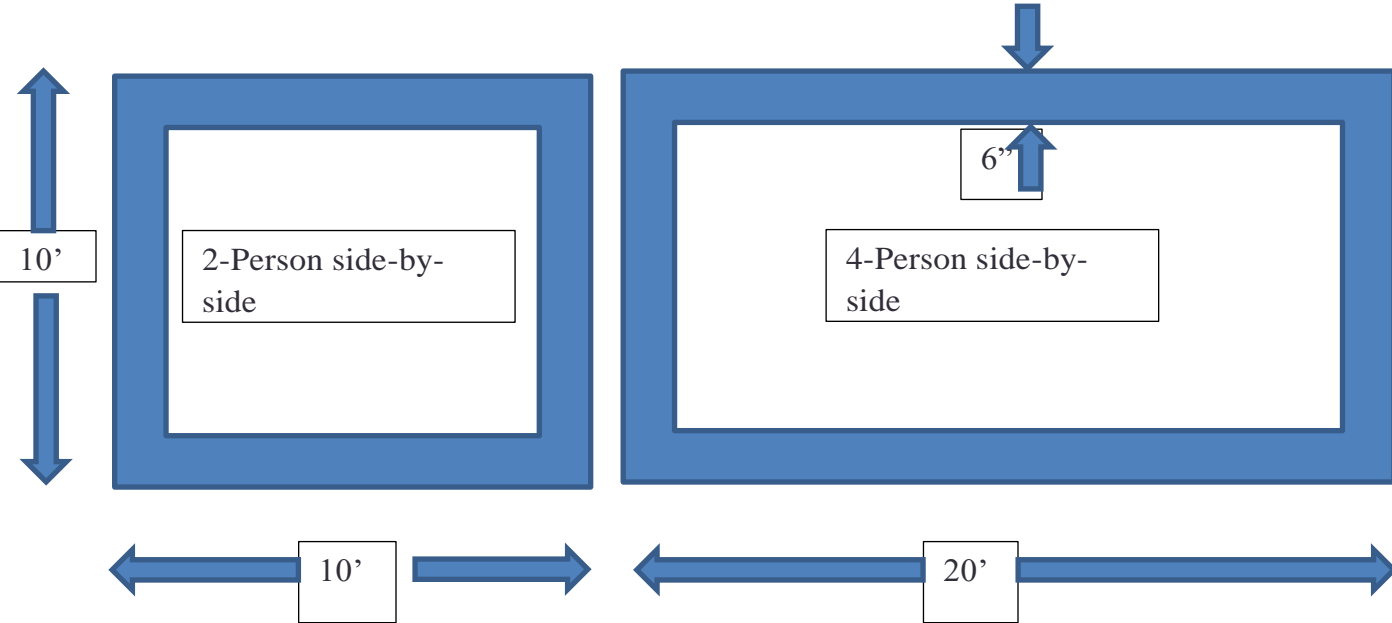 6”
10’
2-Person side-by-
side
4-Person side-by-
side
10’
20’